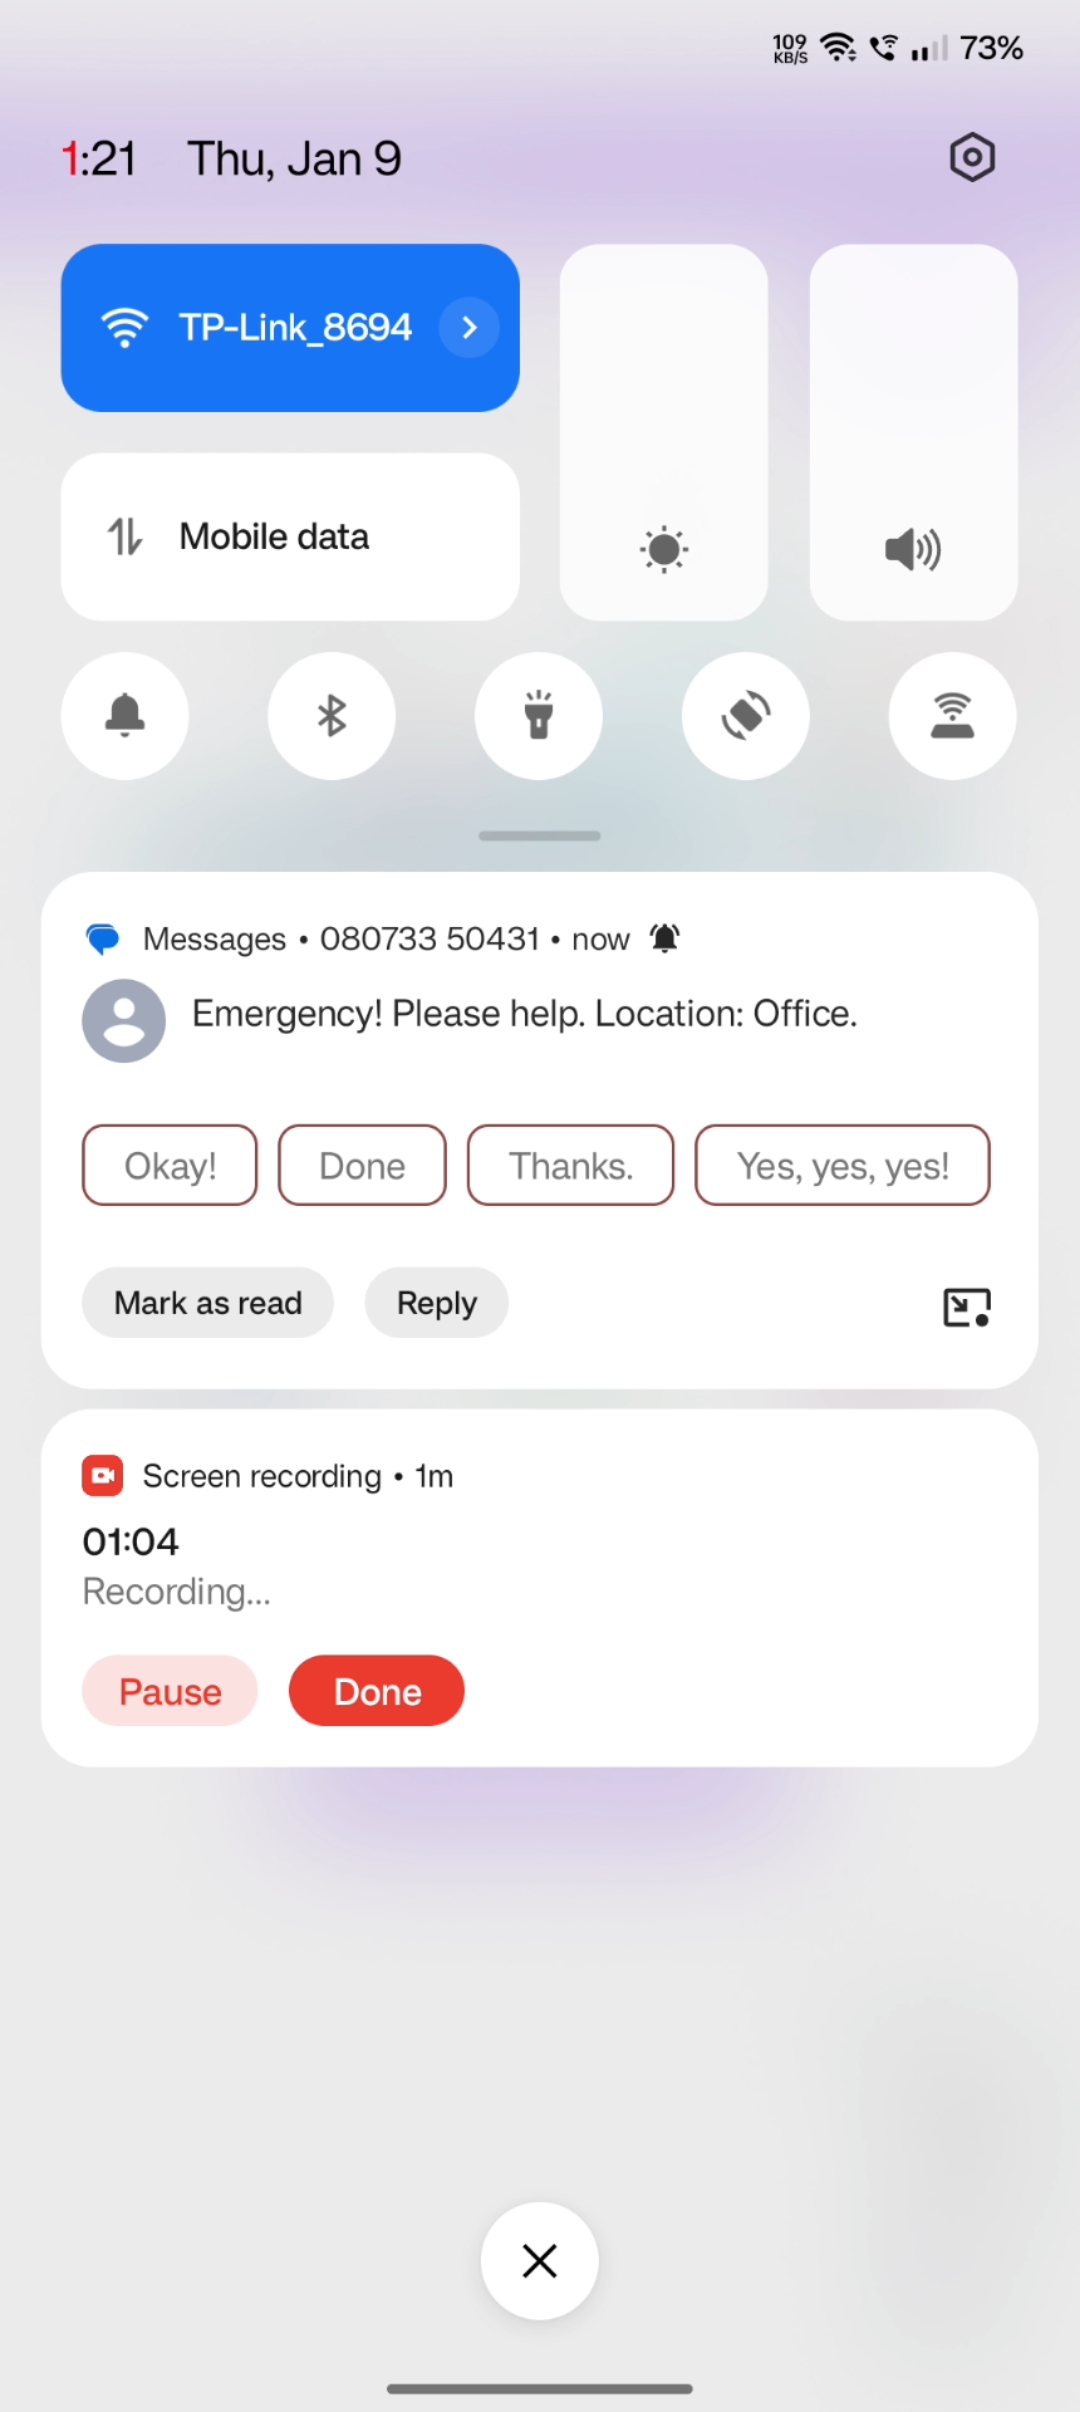 109
KB/S
73%
1:21 Thu, Jan 9
TP-Link_8694
Mobile data
Messages • 080733 50431 • now
Emergency! Please help. Location: Office.
Okay! Done Thanks. Yes, yes, yes!
Mark as read Reply
Screen recording • 1m
01:04
Recording...
Pause Done